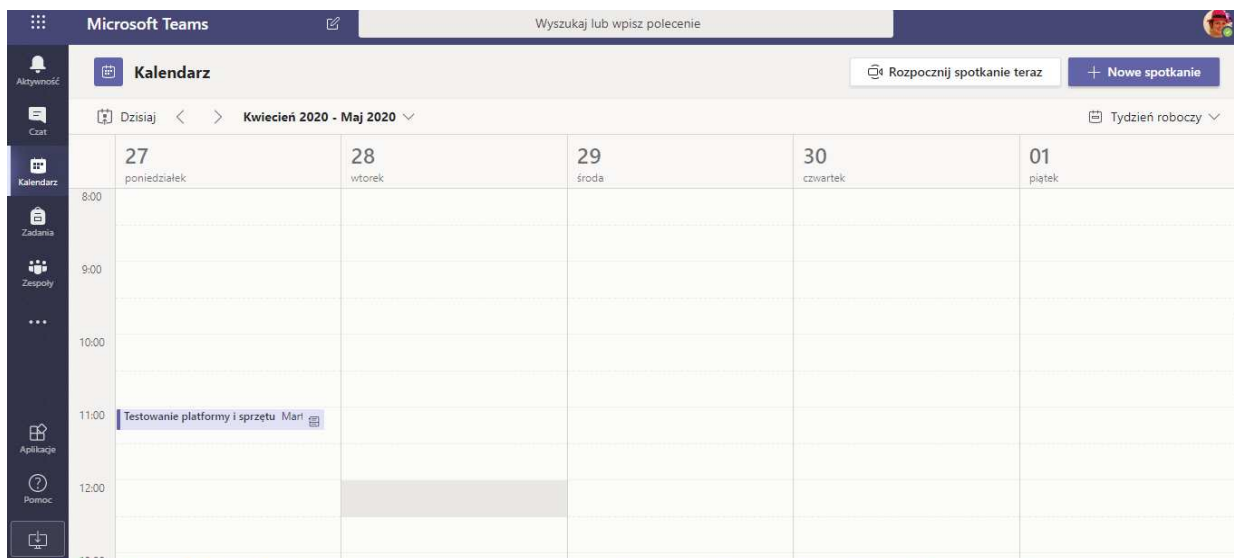 Microsoft Teams
Wyszukaj lub wpisz polecenie
Aktywność
Czat
Kalendarz
Zadania
Zespoły
Aplikacje
Pomoc
Kalendarz
Rozpocznij spotkanie teraz
+ Nowe spotkanie
Dzisiaj
Kwiecień 2020 - Maj 2020
Tydzień roboczy
27 28 29 30 01
poniedziałek wtorek środa czwartek piątek
8:00
9:00
10:00
11:00 Testowanie platformy i sprzętu Mart
12:00